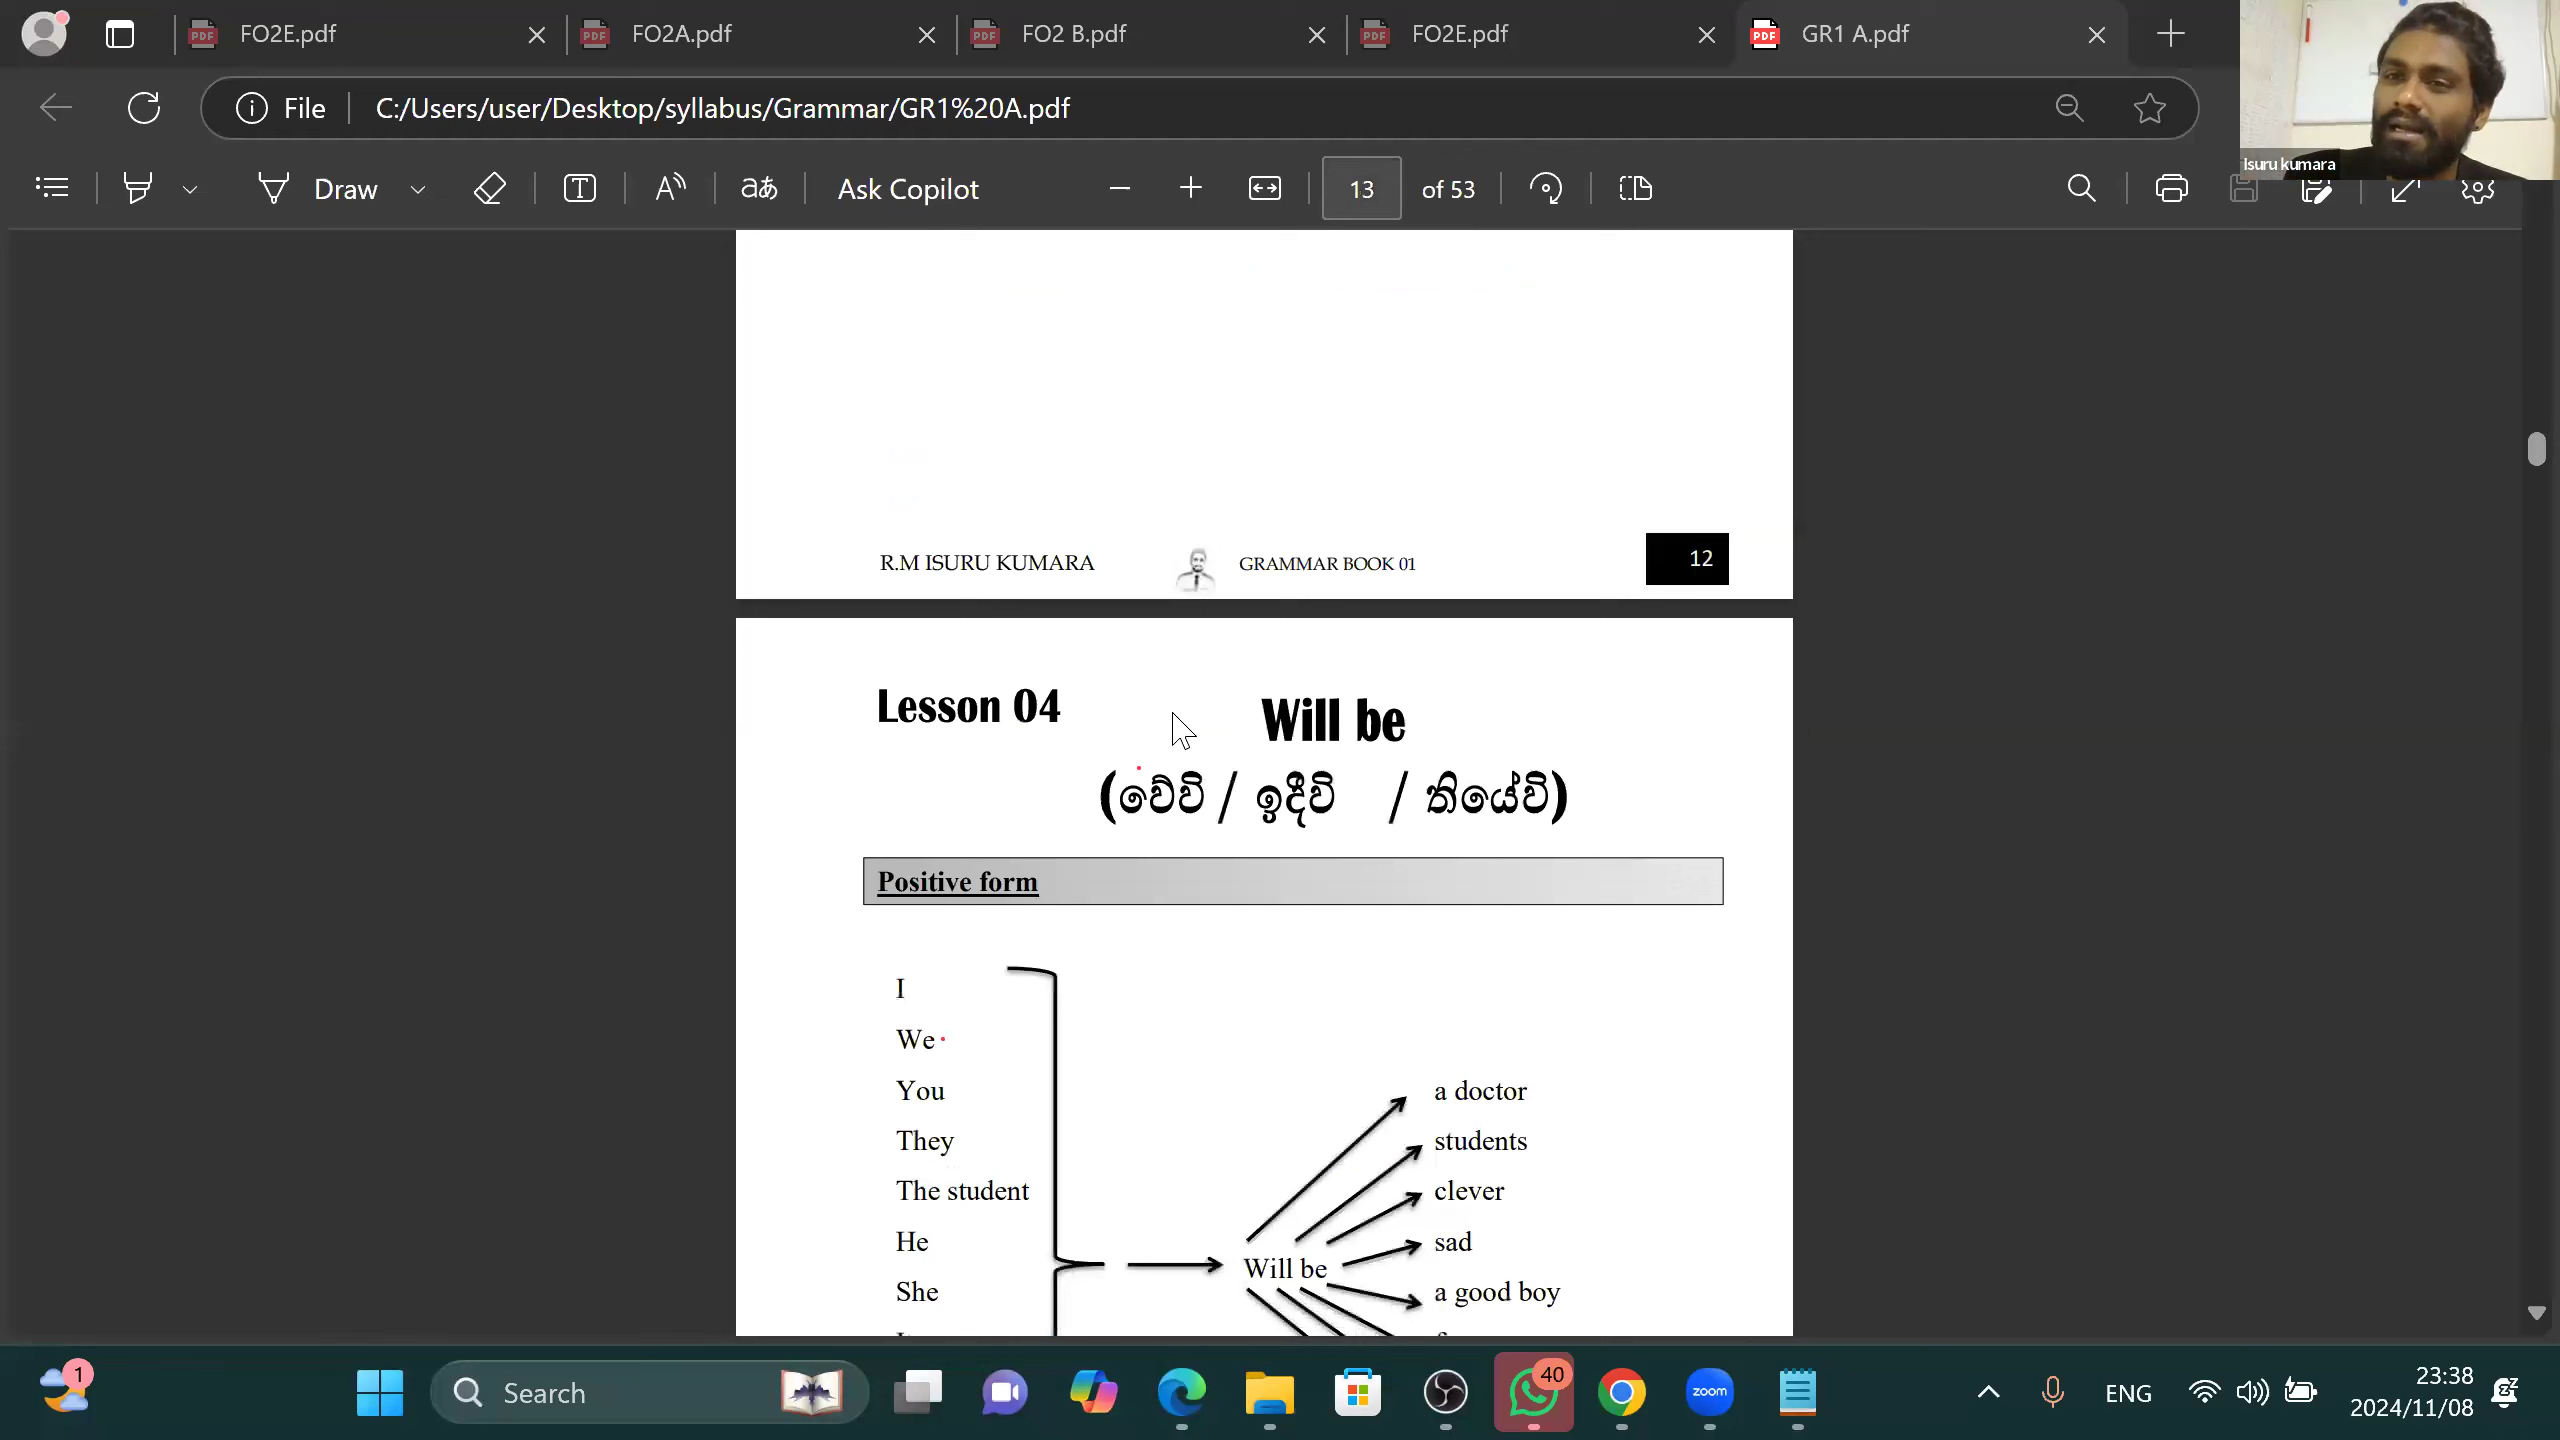 FO2E.pdf
FO2A.pdf
FO2 B.pdf
FO2E.pdf
GR1 A.pdf
File
C:/Users/user/Desktop/syllabus/Grammar/GR1%20A.pdf
Isuru kumara
Draw
Ask Copilot
13
of 53
R.M ISURU KUMARA
GRAMMAR BOOK 01
12
Lesson 04
Will be
(වේවි / ඉදීවි / තියේවි)
Positive form
I
We
You
a doctor
They
students
The student
clever
He
sad
Will be
She
a good boy
1
Search
40
zoom
ENG
23:38
2024/11/08